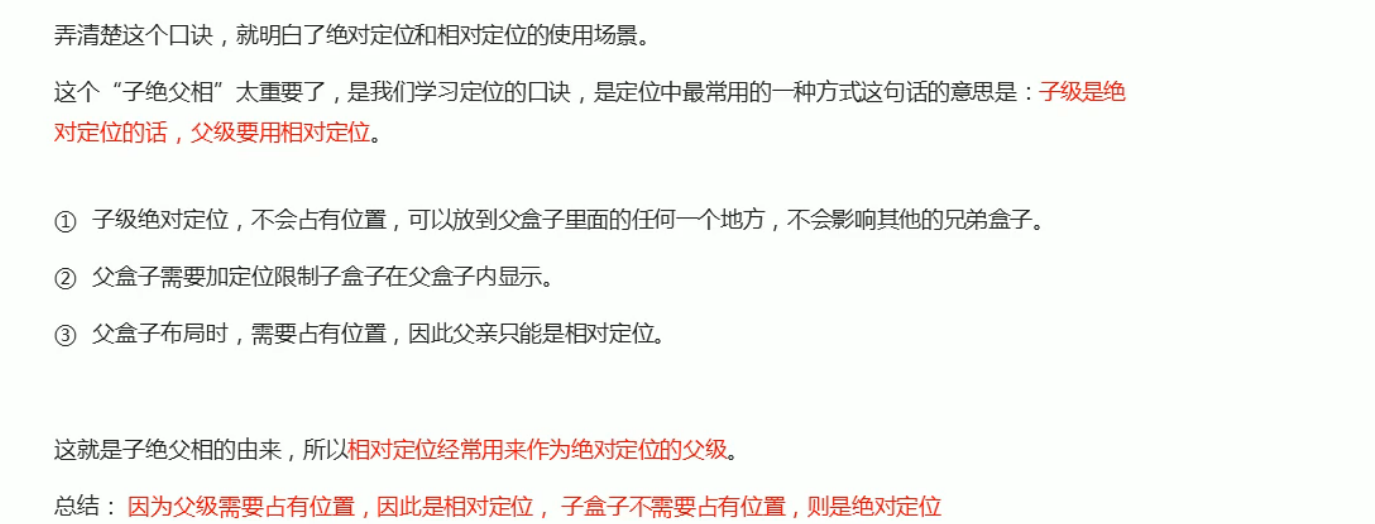 弄清楚这个口诀，就明白了绝对定位和相对定位的使用场景。
这个“子绝父相”太重要了，是我们学习定位的口诀，是定位中最常用的一种方式这句话的意思是：子级是绝
对定位的话，父级要用相对定位。
① 子级绝对定位，不会占有位置，可以放到父盒子里面的任何一个地方，不会影响其他的兄弟盒子。
② 父盒子需要加定位限制子盒子在父盒子内显示。
③ 父盒子布局时，需要占有位置，因此父亲只能是相对定位。
这就是子绝父相的由来，所以相对定位经常用来作为绝对定位的父级。
总结： 因为父级需要占有位置，因此是相对定位， 子盒子不需要占有位置，则是绝对定位